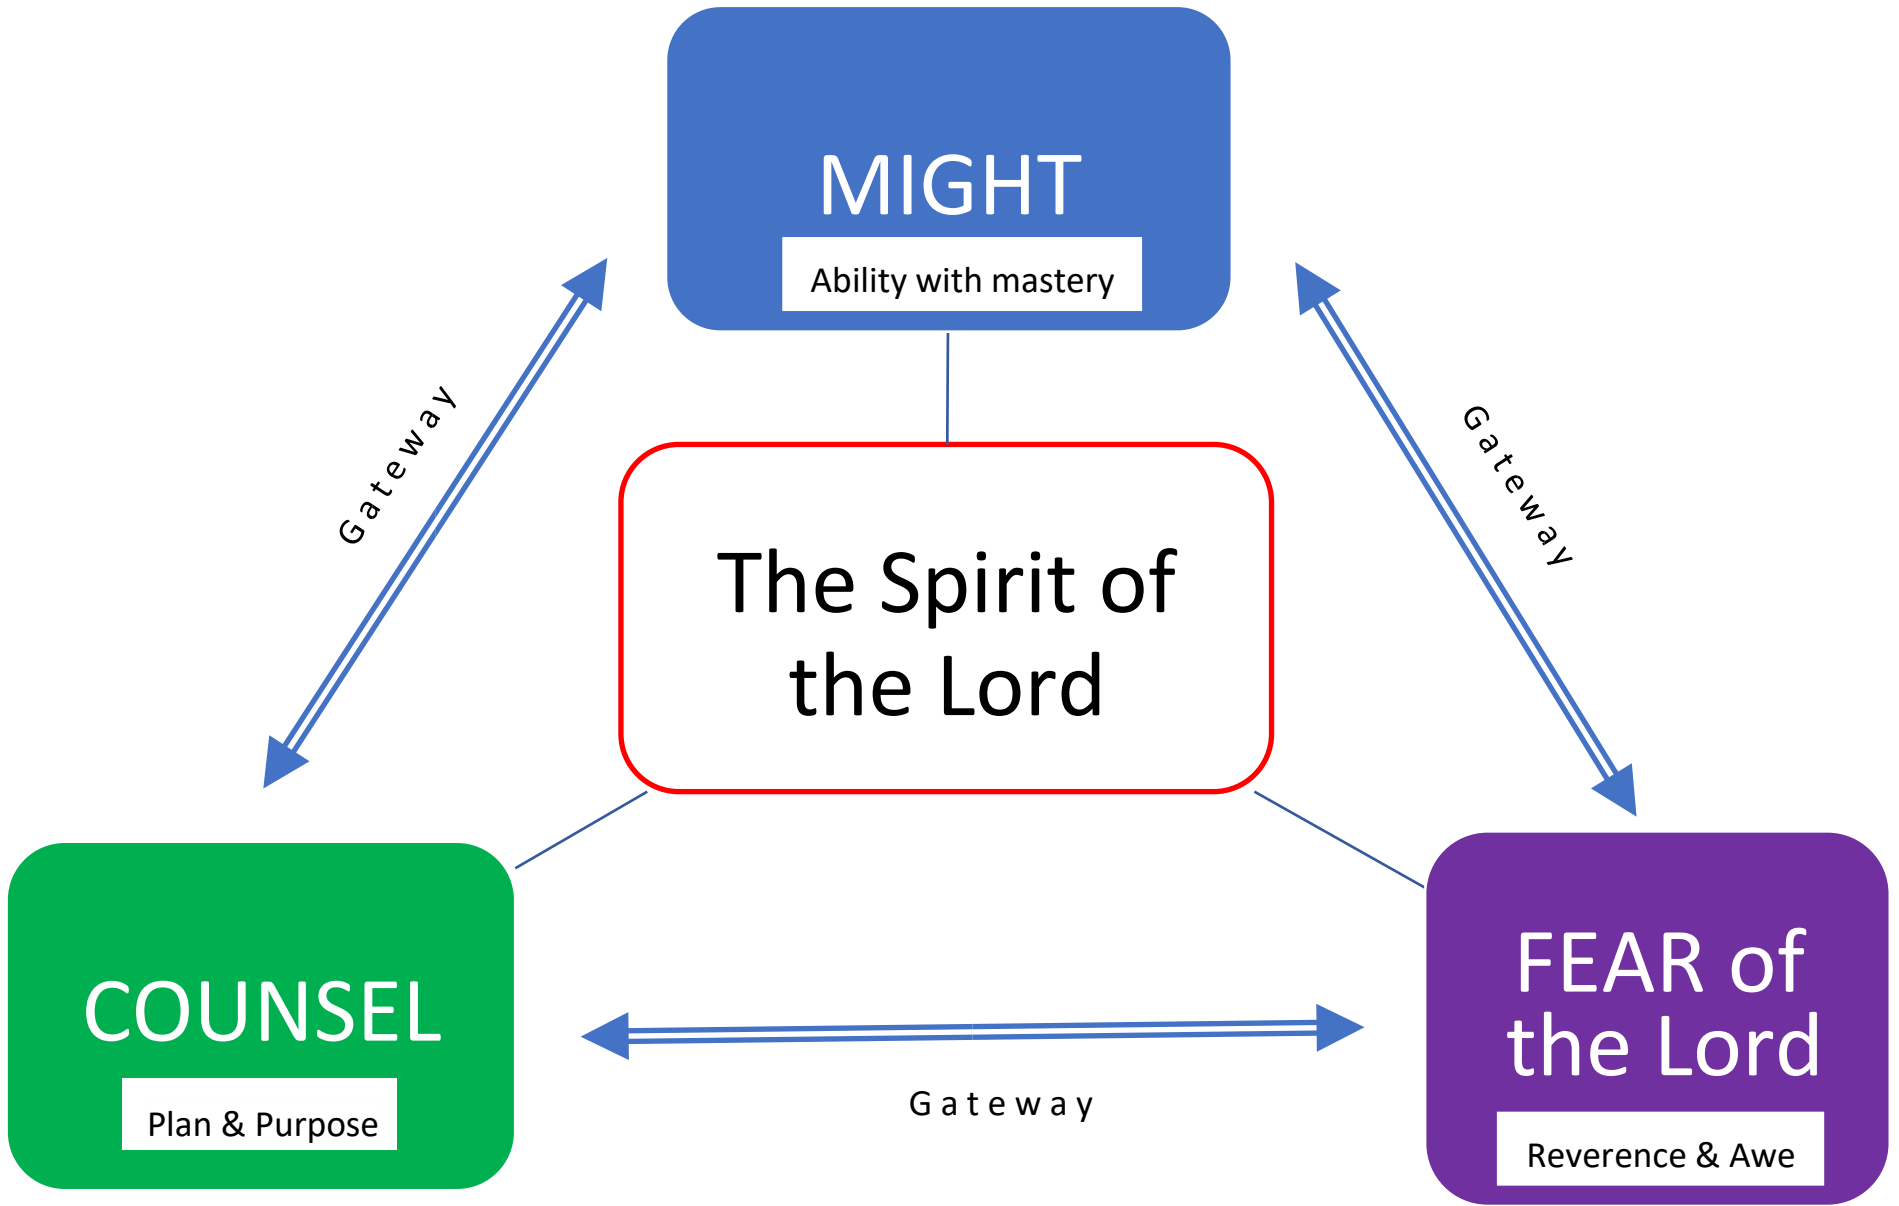 MIGHT
Ability with mastery
Gateway
Gateway
The Spirit of
the Lord
COUNSEL
Plan & Purpose
Gateway
FEAR of
the Lord
Reverence & Awe